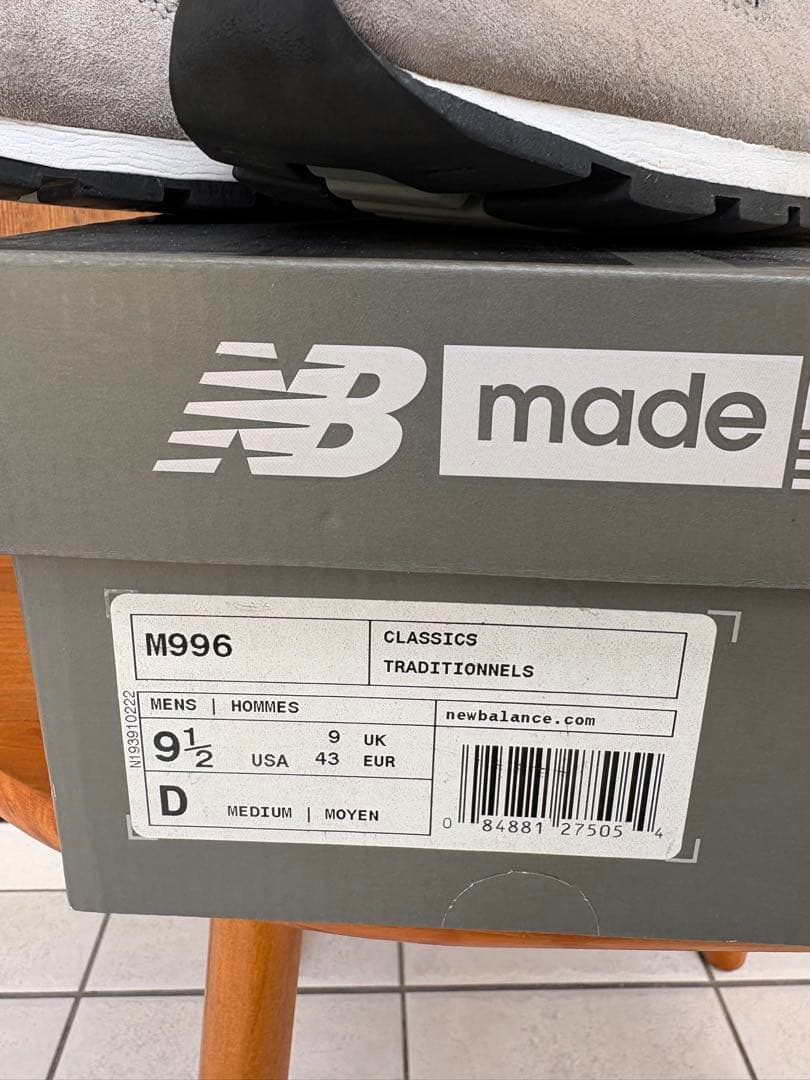 NB made
M996
CLASSICS
TRADITIONNELS
MENS | HOMMES
newbalance.com
9½ USA
9 UK
43 EUR
D MEDIUM | MOYEN
N193910222
0 84881 27505 4